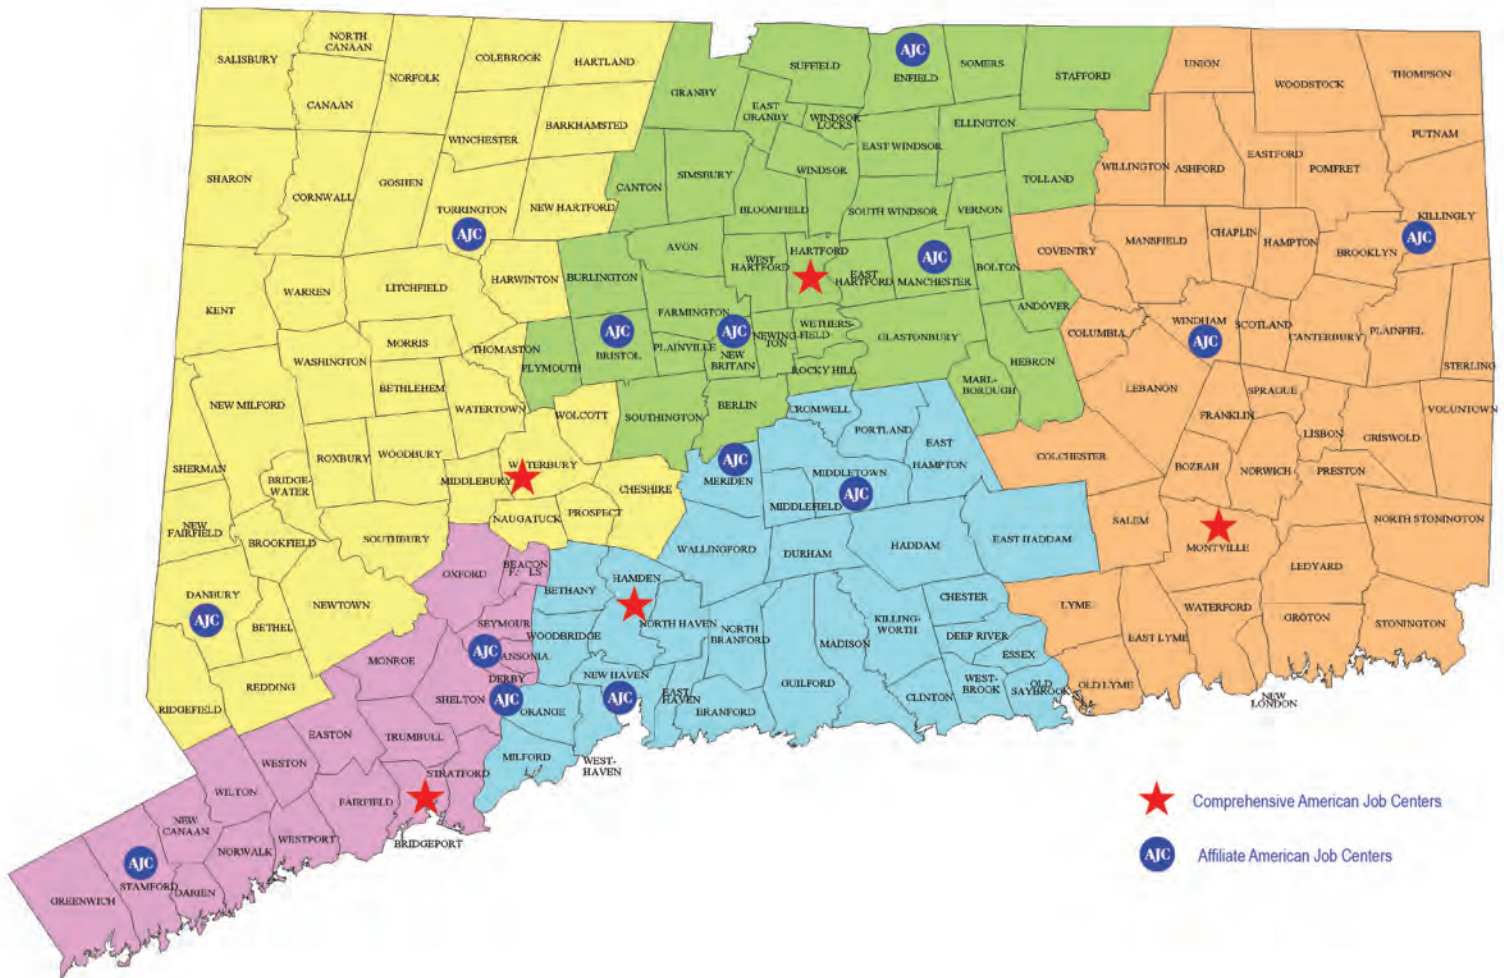 SALISBURY
NORTH
CANAAN
CANAAN
NORFOLK
COLEBROOK
HARTLAND
WINCHESTER
BARKHAMSTED
SHARON
CORNWALL
GOSHEN
TORRINGTON
AJC
NEW HARTFORD
KENT
WARREN
LITCHFIELD
HARWINTON
MORRIS
WASHINGTON
BETHLEHEM
THOMASTON
WATERTOWN
NEW MILFORD
ROXBURY
WOODBURY
WOLCOTT
WATERBURY
MIDDLEBURY
SHERMAN
BRIDGE-
WATER
NEW
FAIRFIELD
BROOKFIELD
SOUTHBURY
NAUGATUCK
PROSPECT
CHESHIRE
DANBURY
AJC
BETHEL
NEWTOWN
REDDING
RIDGEFIELD
GRANBY
SUFFIELD
AJC
ENFIELD
SOMERS
STAFFORD
EAST
GRANBY
WINDSOR
LOCKS
EAST WINDSOR
ELLINGTON
CANTON
SIMSBURY
WINDSOR
TOLLAND
BLOOMFIELD
SOUTH WINDSOR
VERNON
AVON
WEST
HARTFORD
HARTFORD
EAST
HARTFORD
AJC
MANCHESTER
BOLTON
BURLINGTON
ANDOVER
FARMINGTON
AJC
BRISTOL
PLAINVILLE
AJC
NEW
BRITAIN
NEWING-
TON
WETHERS-
FIELD
GLASTONBURY
HEBRON
PLYMOUTH
ROCKY HILL
MARL-
BOROUGH
SOUTHINGTON
BERLIN
UNION
WOODSTOCK
THOMPSON
PUTNAM
WILLINGTON
ASHFORD
EASTFORD
POMFRET
KILLINGLY
AJC
COVENTRY
MANSFIELD
CHAPLIN
HAMPTON
BROOKLYN
COLUMBIA
WINDHAM
AJC
SCOTLAND
CANTERBURY
PLAINFIEL
STERLING
LEBANON
FRANKLIN
SPRAGUE
LISBON
GRISWOLD
VOLUNTOWN
COLCHESTER
BOZRAH
NORWICH
PRESTON
SALEM
MONTVILLE
NORTH STONINGTON
LEDYARD
LYME
EAST LYME
WATERFORD
GROTON
STONINGTON
OLD LYME
NEW
LONDON
CROMWELL
PORTLAND
EAST
HAMPTON
AJC
MERIDEN
MIDDLETOWN
AJC
MIDDLEFIELD
WALLINGFORD
DURHAM
HADDAM
EAST HADDAM
BETHANY
HAMDEN
CHESTER
WOODBRIDGE
NORTH HAVEN
NORTH
BRANFORD
MADISON
KILLING-
WORTH
DEEP RIVER
ESSEX
NEW HAVEN
AJC
EAST
HAVEN
BRANFORD
GUILFORD
CLINTON
WEST-
BROOK
OLD
SAYBROOK
ORANGE
MILFORD
WEST-
HAVEN
OXFORD
BEACON
SEYMOUR
AJC
ANSONIA
DERBY
AJC
MONROE
SHELTON
EASTON
TRUMBULL
STRATFORD
WESTON
WILTON
FAIRFIELD
BRIDGEPORT
NEW
CANAAN
NORWALK
WESTPORT
AJC
STAMFORD
DARIEN
GREENWICH
Comprehensive American Job Centers
AJC
Affiliate American Job Centers